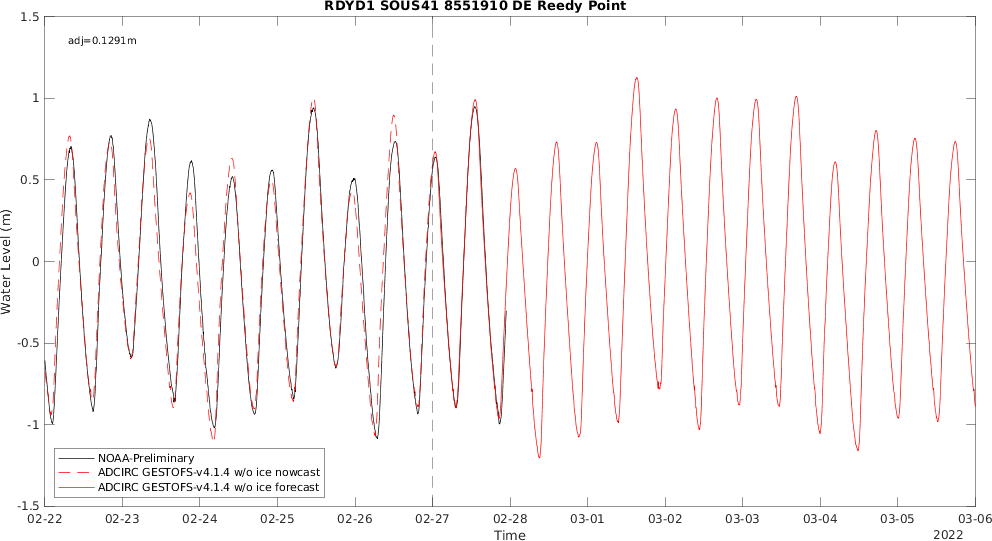 RDYD1 SOUS41 8551910 DE Reedy Point
adj=0.1291m
Water Level (m)
1.5
1
0.5
0
-0.5
-1
-1.5
NOAA-Preliminary
ADCIRC GESTOFS-v4.1.4 w/o ice nowcast
ADCIRC GESTOFS-v4.1.4 w/o ice forecast
02-22 02-23 02-24 02-25 02-26 02-27 02-28 03-01 03-02 03-03 03-04 03-05 03-06
Time
2022